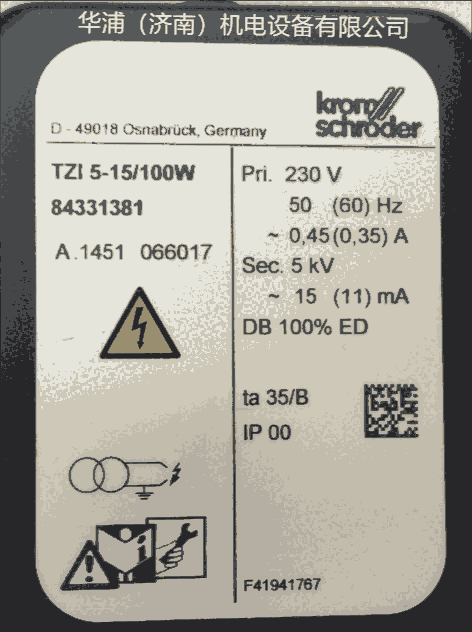 华浦（济南）机电设备有限公司
krom
schröder
D - 49018 Osnabrück, Germany
TZI 5-15/100W
84331381
A.1451 066017
Pri. 230 V
50 (60) Hz
~ 0,45(0,35) A
Sec. 5 kV
~ 15 (11) mA
DB 100% ED
ta 35/B
IP 00
F41941767